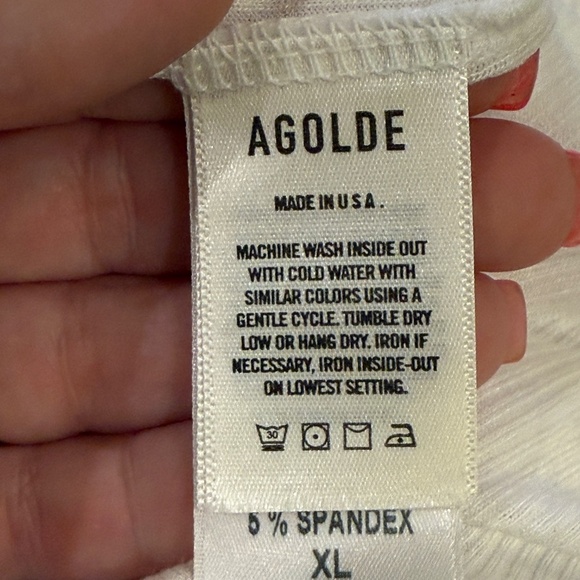 AGOLDE
MADE IN U S A .
MACHINE WASH INSIDE OUT
WITH COLD WATER WITH
SIMILAR COLORS USING A
GENTLE CYCLE. TUMBLE DRY
LOW OR HANG DRY. IRON IF
NECESSARY, IRON INSIDE-OUT
ON LOWEST SETTING.
30
5 % SPANDEX
XL